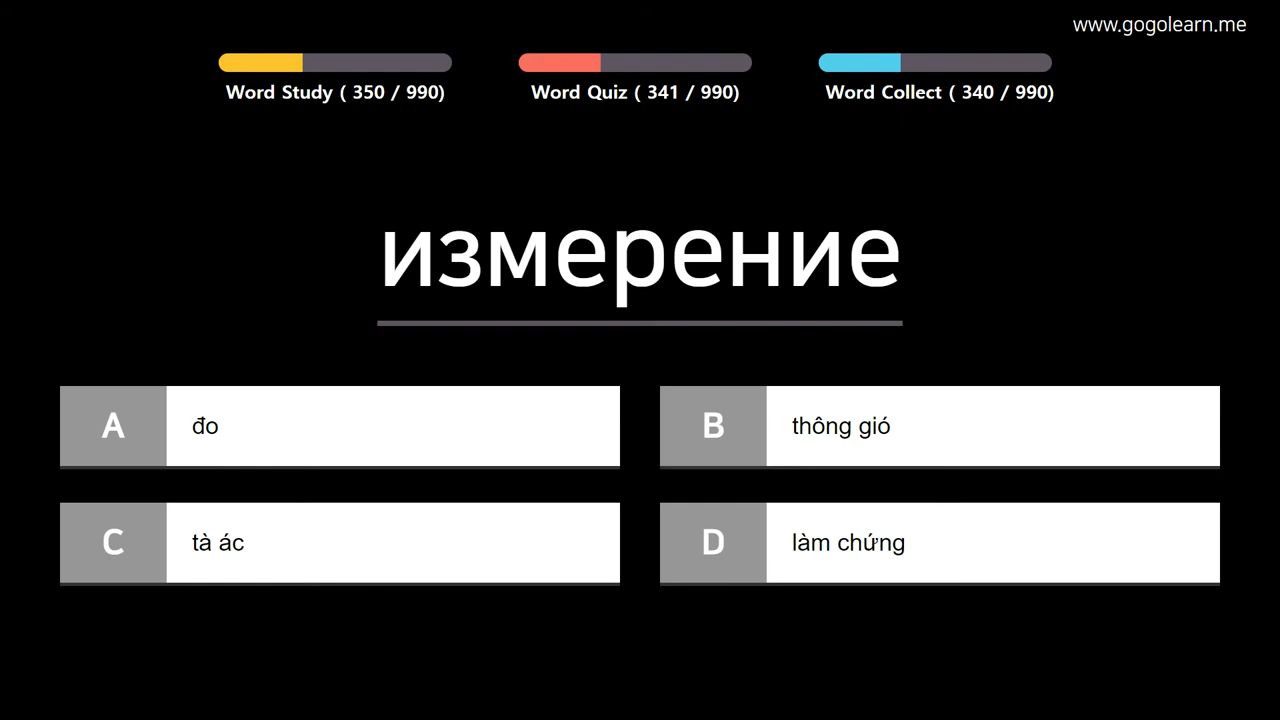 www.gogolearn.me
Word Study ( 350 / 990)
Word Quiz ( 341 / 990)
Word Collect ( 340 / 990)
измерение
A đo
B thông gió
C tà ác
D làm chứng